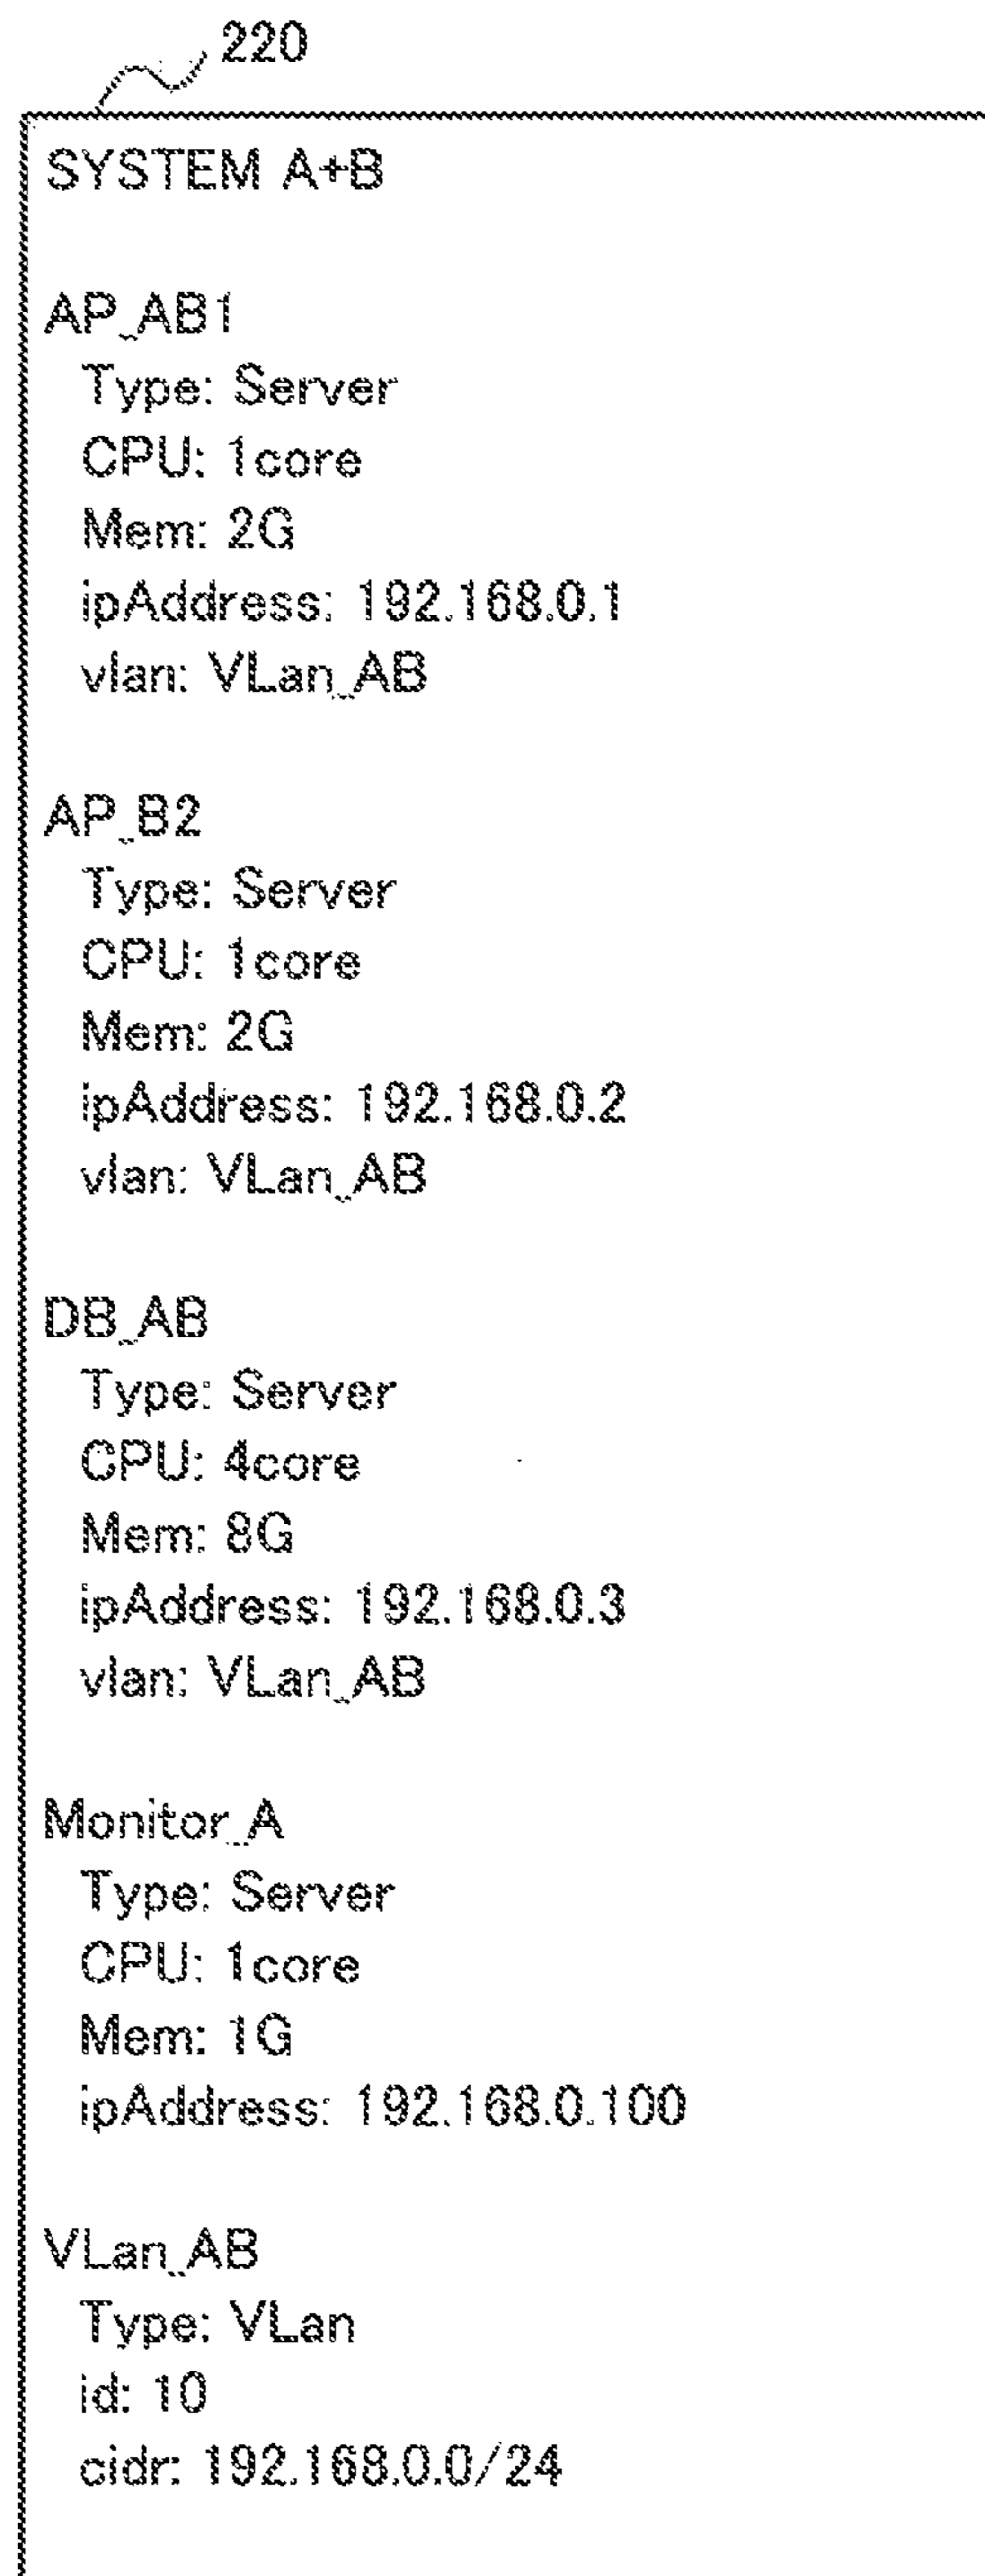 220
SYSTEM A+B
AP_AB1
Type: Server
CPU: 1core
Mem: 2G
ipAddress: 192.168.0.1
vlan: VLan_AB
AP_B2
Type: Server
CPU: 1core
Mem: 2G
ipAddress: 192.168.0.2
vlan: VLan_AB
DB_AB
Type: Server
CPU: 4core
Mem: 8G
ipAddress: 192.168.0.3
vlan: VLan_AB
Monitor_A
Type: Server
CPU: 1core
Mem: 1G
ipAddress: 192.168.0.100
VLan_AB
Type: VLan
id: 10
cidr: 192.168.0.0/24